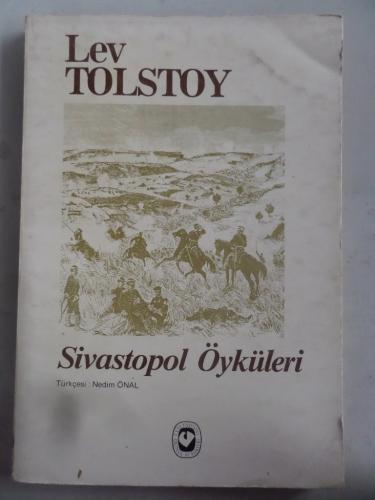 Lev
TOLSTOY
Sivastopol Öyküleri
Türkçesi : Nedim ÖNAL